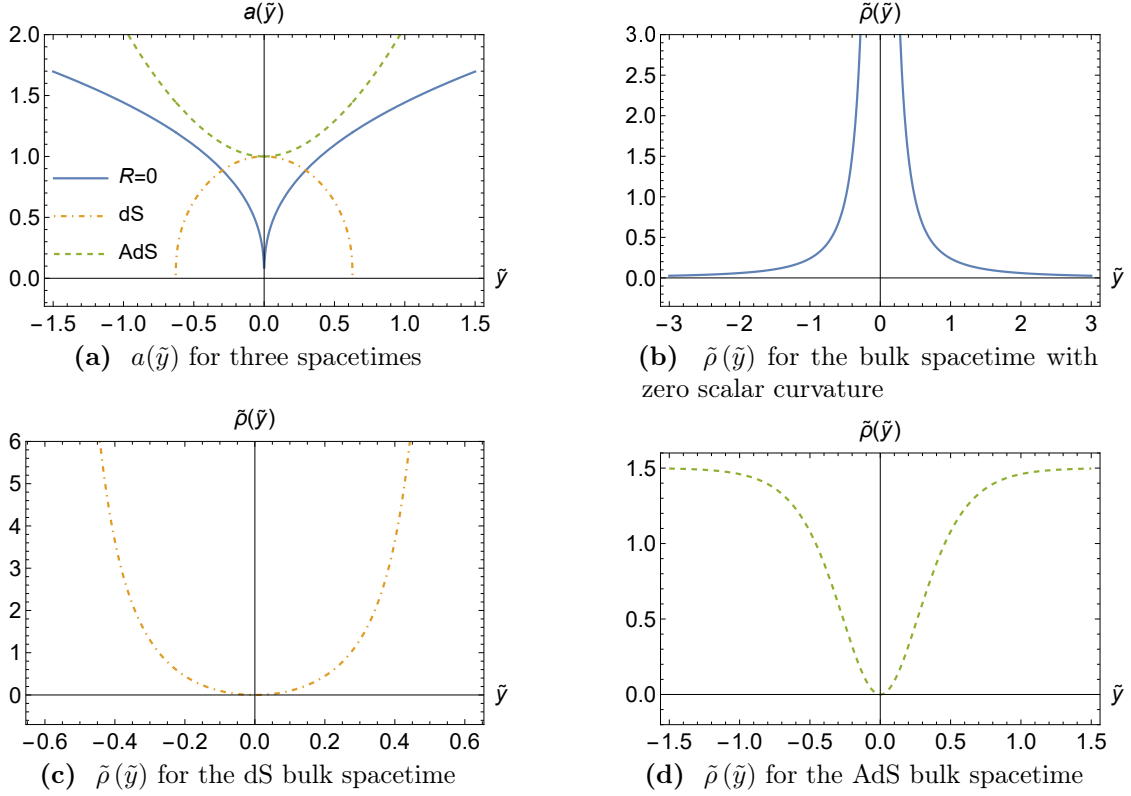 a(ỹ)
2.0
1.5
1.0
0.5
0.0
R=0
dS
AdS
ỹ
−1.5 −1.0 −0.5 0.0 0.5 1.0 1.5
(a) a(ỹ) for three spacetimes
ρ̃(ỹ)
3.0
2.5
2.0
1.5
1.0
0.5
0.0
ỹ
−3 −2 −1 0 1 2 3
(b) ρ̃(ỹ) for the bulk spacetime with
zero scalar curvature
ρ̃(ỹ)
6
5
4
3
2
1
0
ỹ
−0.6 −0.4 −0.2 0.0 0.2 0.4 0.6
(c) ρ̃(ỹ) for the dS bulk spacetime
ρ̃(ỹ)
1.5
1.0
0.5
0.0
ỹ
−1.5 −1.0 −0.5 0.0 0.5 1.0 1.5
(d) ρ̃(ỹ) for the AdS bulk spacetime